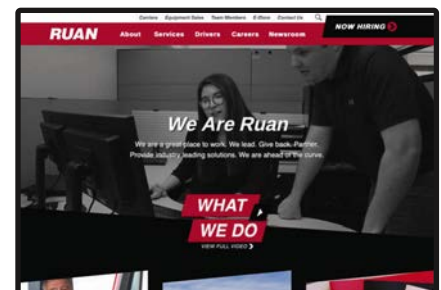 Carriers Equipment Sales Team Members E-Store Contact Us
NOW HIRING
RUAN About Services Drivers Careers Newsroom
We Are Ruan
We are a great place to work. We lead. Give back. Partner.
Provide industry leading solutions. We are ahead of the curve.
WHAT
WE DO
VIEW FULL VIDEO